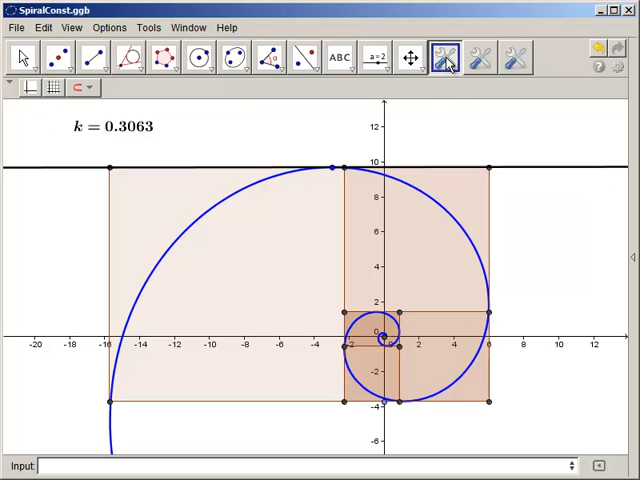 SpiralConst.ggb
File Edit View Options Tools Window Help
ABC a=2
k = 0.3063
12
10
8
6
4
2
-20 -18 -16 -14 -12 -10 -8 -6 -4 -2 0 2 4 6 8 10 12
-2
-4
-6
Input: